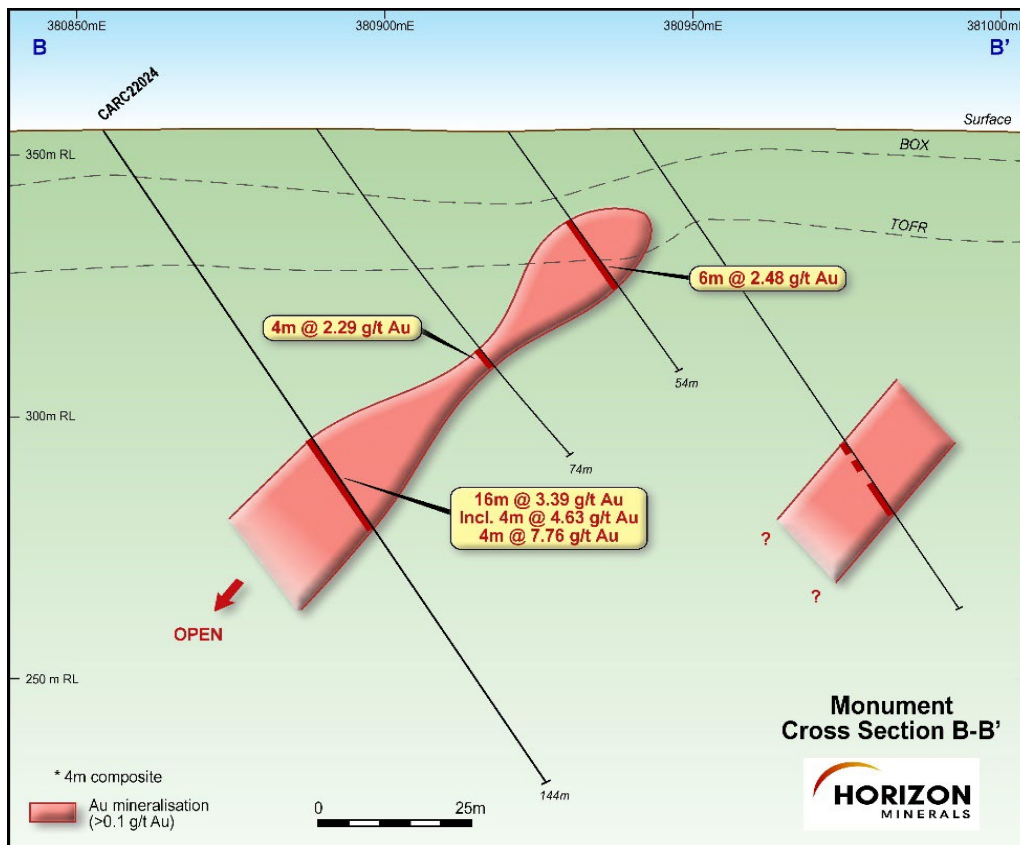 380850mE
380900mE
380950mE
381000mE
B
B'
CARC22024
Surface
350m RL
BOX
TOFR
6m @ 2.48 g/t Au
4m @ 2.29 g/t Au
54m
300m RL
74m
16m @ 3.39 g/t Au
Incl. 4m @ 4.63 g/t Au
4m @ 7.76 g/t Au
?
?
OPEN
250 m RL
Monument
Cross Section B-B'
* 4m composite
144m
Au mineralisation
(>0.1 g/t Au)
0
25m
HORIZON
MINERALS